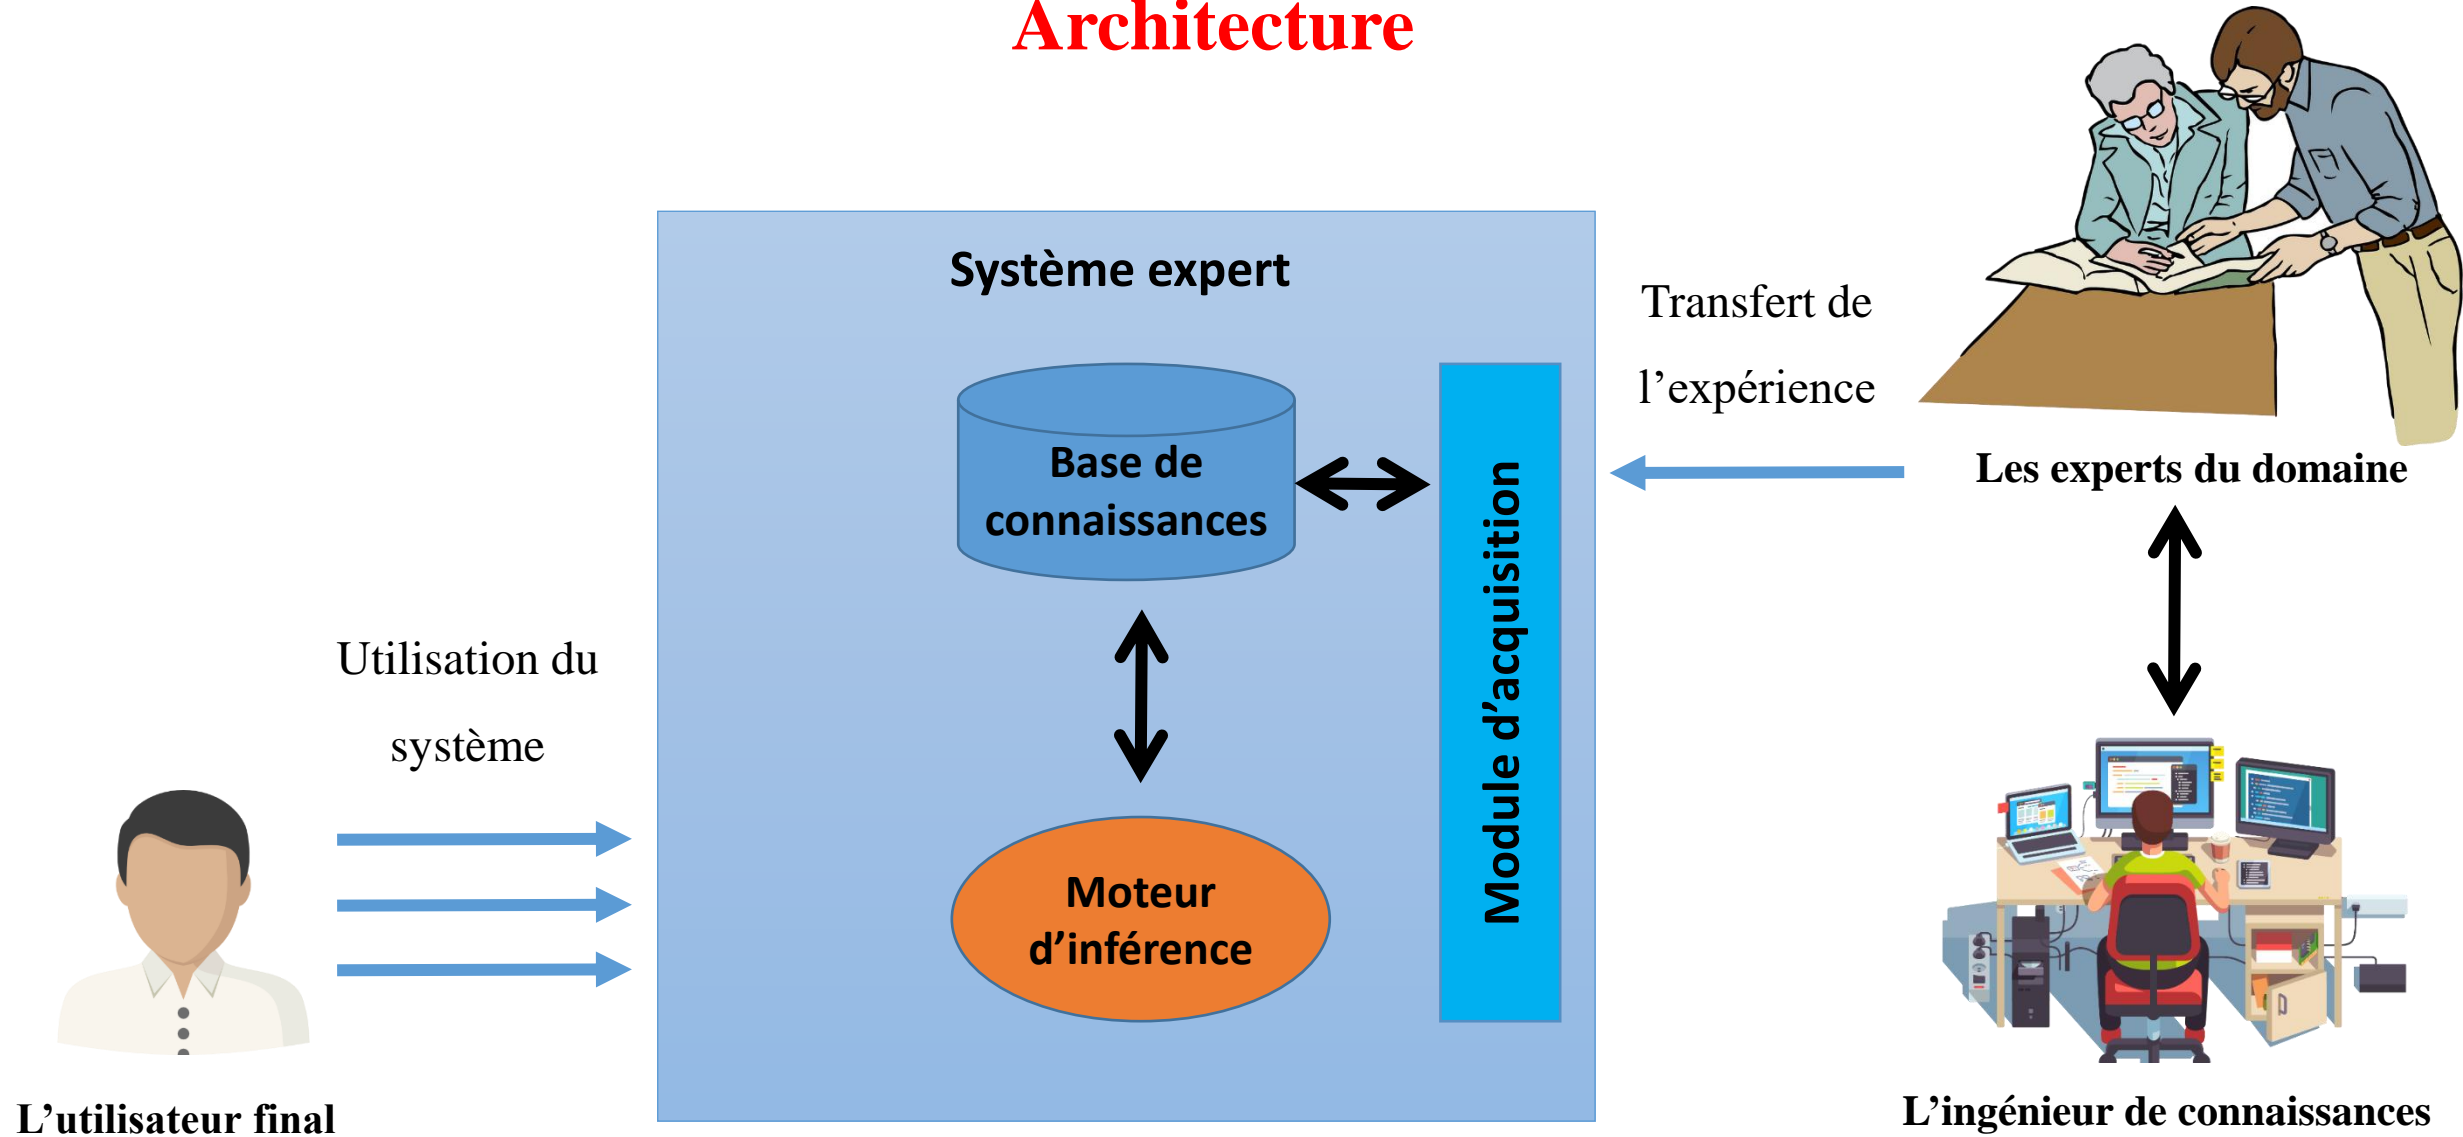 Architecture
Système expert
Transfert de
l’expérience
Base de
connaissances
Module d’acquisition
Les experts du domaine
Utilisation du
système
Moteur
d’inférence
L’utilisateur final
L’ingénieur de connaissances